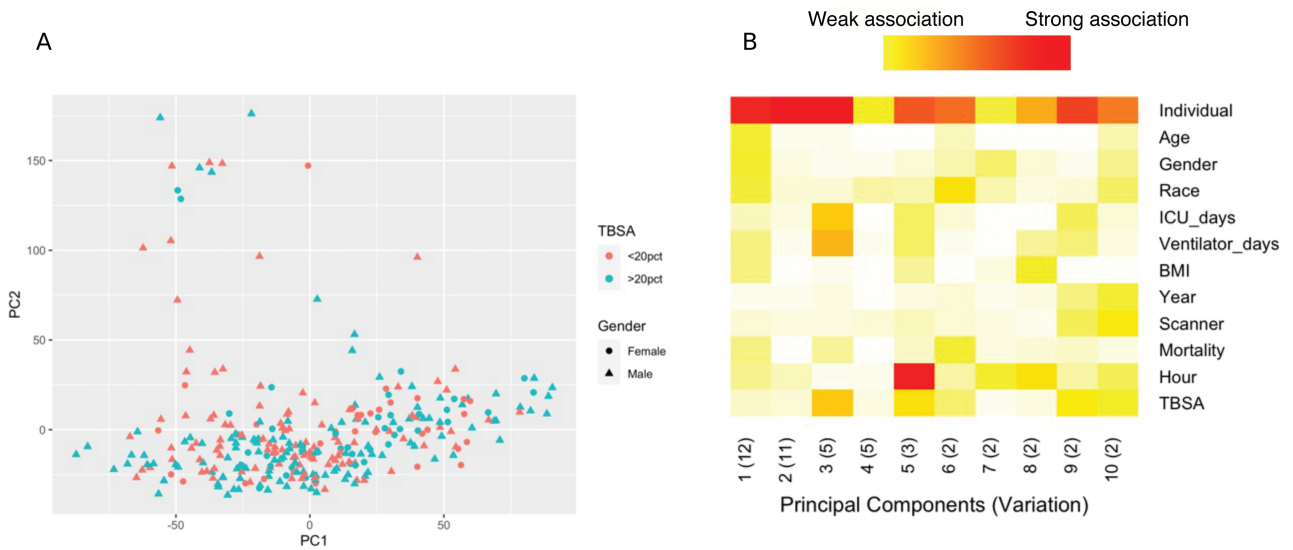 A
150
100
50
0
-50
0
50
PC1
PC2
TBSA
<20pct
>20pct
Gender
Female
Male
B
Weak association
Strong association
Individual
Age
Gender
Race
ICU_days
Ventilator_days
BMI
Year
Scanner
Mortality
Hour
TBSA
1 (12)
2 (11)
3 (5)
4 (5)
5 (3)
6 (2)
7 (2)
8 (2)
9 (2)
10 (2)
Principal Components (Variation)